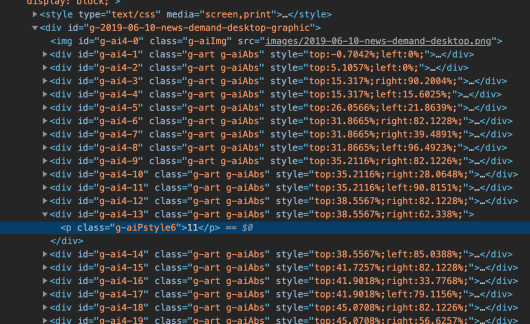 display: block; >
▶<style type="text/css" media="screen,print">…</style>
▼<div id="g-2019-06-10-news-demand-desktop-graphic">
<img id="g-ai4-0" class="g-aiImg" src="images/2019-06-10-news-demand-desktop.png">
▶<div id="g-ai4-1" class="g-art g-aiAbs" style="top:-0.7042%;left:0%;">…</div>
▶<div id="g-ai4-2" class="g-art g-aiAbs" style="top:5.1057%;left:0%;">…</div>
▶<div id="g-ai4-3" class="g-art g-aiAbs" style="top:15.317%;right:90.2004%;">…</div>
▶<div id="g-ai4-4" class="g-art g-aiAbs" style="top:15.317%;left:15.6025%;">…</div>
▶<div id="g-ai4-5" class="g-art g-aiAbs" style="top:26.0566%;left:21.8639%;">…</div>
▶<div id="g-ai4-6" class="g-art g-aiAbs" style="top:31.8665%;right:82.1228%;">…</div>
▶<div id="g-ai4-7" class="g-art g-aiAbs" style="top:31.8665%;right:39.4891%;">…</div>
▶<div id="g-ai4-8" class="g-art g-aiAbs" style="top:31.8665%;left:96.4923%;">…</div>
▶<div id="g-ai4-9" class="g-art g-aiAbs" style="top:35.2116%;right:82.1226%;">…</div>
▶<div id="g-ai4-10" class="g-art g-aiAbs" style="top:35.2116%;right:28.0648%;">…</div>
▶<div id="g-ai4-11" class="g-art g-aiAbs" style="top:35.2116%;left:90.8151%;">…</div>
▶<div id="g-ai4-12" class="g-art g-aiAbs" style="top:38.5567%;right:82.1228%;">…</div>
▼<div id="g-ai4-13" class="g-art g-aiAbs" style="top:38.5567%;right:62.338%;">
<p class="g-aiPstyle6">11</p> == $0
</div>
▶<div id="g-ai4-14" class="g-art g-aiAbs" style="top:38.5567%;left:85.0388%;">…</div>
▶<div id="g-ai4-15" class="g-art g-aiAbs" style="top:41.7257%;right:82.1228%;">…</div>
▶<div id="g-ai4-16" class="g-art g-aiAbs" style="top:41.9018%;right:33.7768%;">…</div>
▶<div id="g-ai4-17" class="g-art g-aiAbs" style="top:41.9018%;left:79.1156%;">…</div>
▶<div id="g-ai4-18" class="g-art g-aiAbs" style="top:45.0708%;right:82.1226%;">…</div>
▶<div id="g-ai4-19" class="g-art g-aiAbs" style="top:45.0708%;right:56.6257%;">…</div>